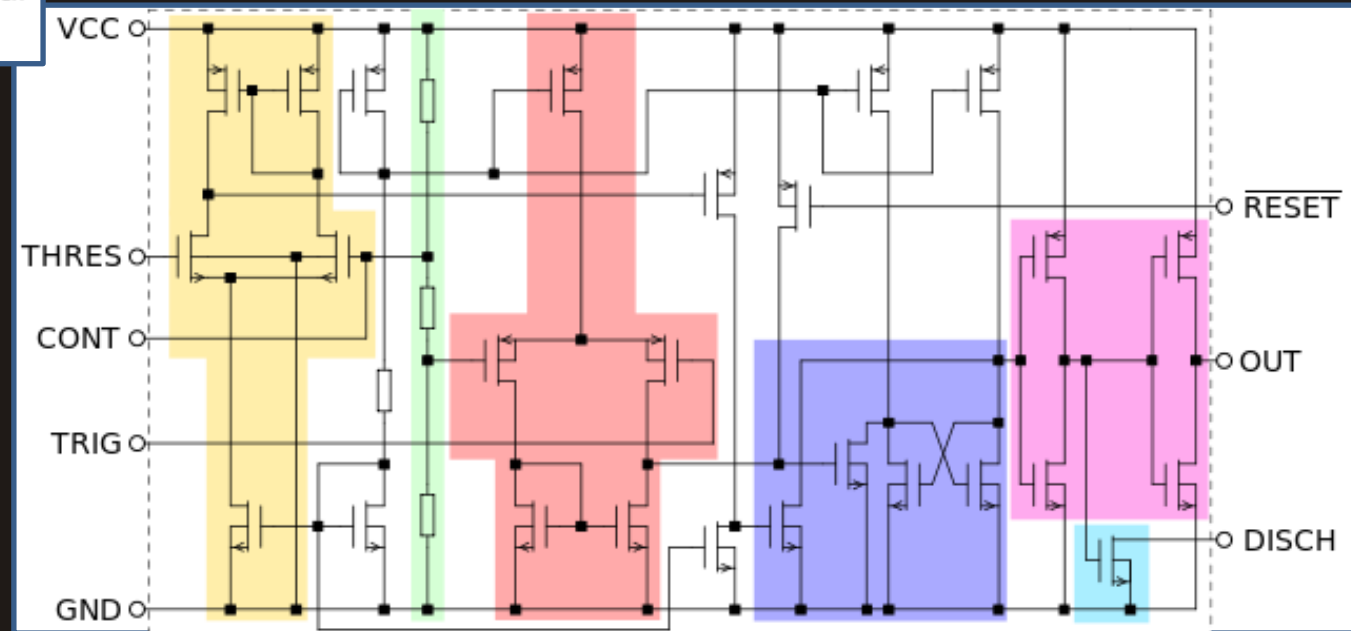 VCC
RESET
THRES
CONT
OUT
TRIG
DISCH
GND